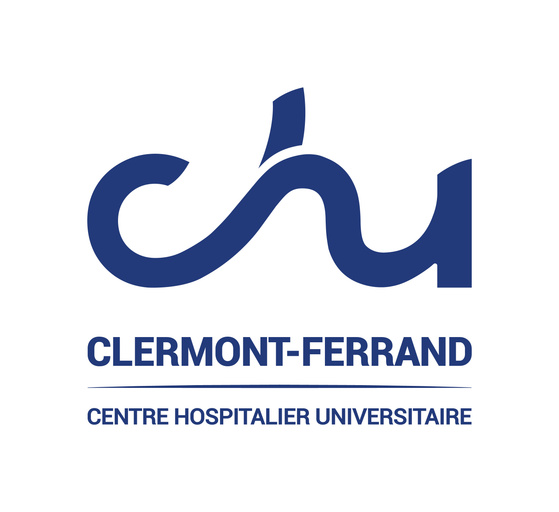 chu
CLERMONT-FERRAND
CENTRE HOSPITALIER UNIVERSITAIRE